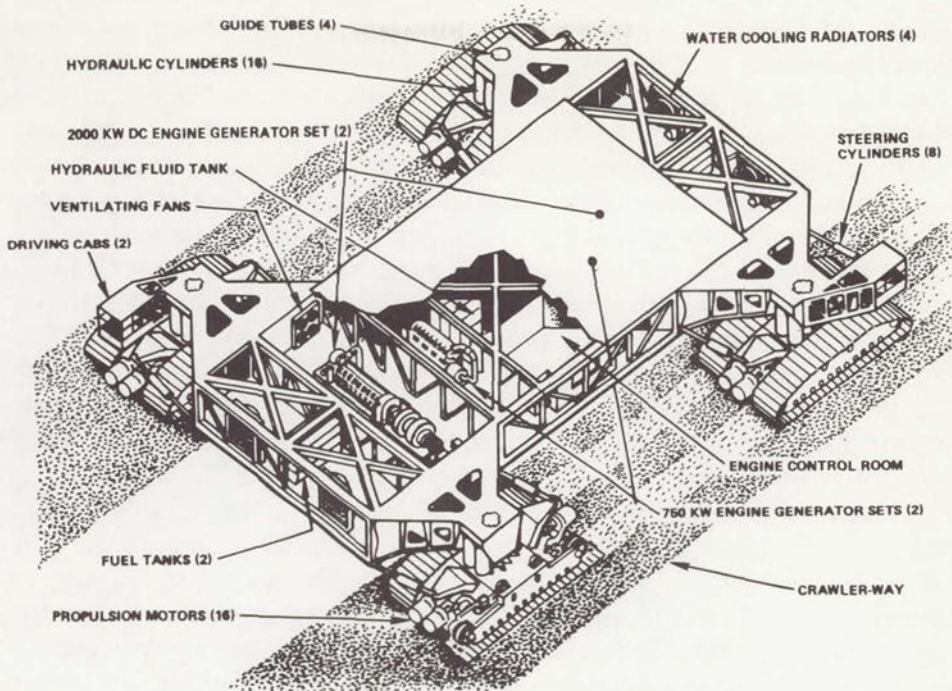 GUIDE TUBES (4)
WATER COOLING RADIATORS (4)
HYDRAULIC CYLINDERS (16)
2000 KW DC ENGINE GENERATOR SET (2)
STEERING
CYLINDERS (8)
HYDRAULIC FLUID TANK
VENTILATING FANS
DRIVING CABS (2)
ENGINE CONTROL ROOM
750 KW ENGINE GENERATOR SETS (2)
FUEL TANKS (2)
CRAWLER-WAY
PROPULSION MOTORS (16)